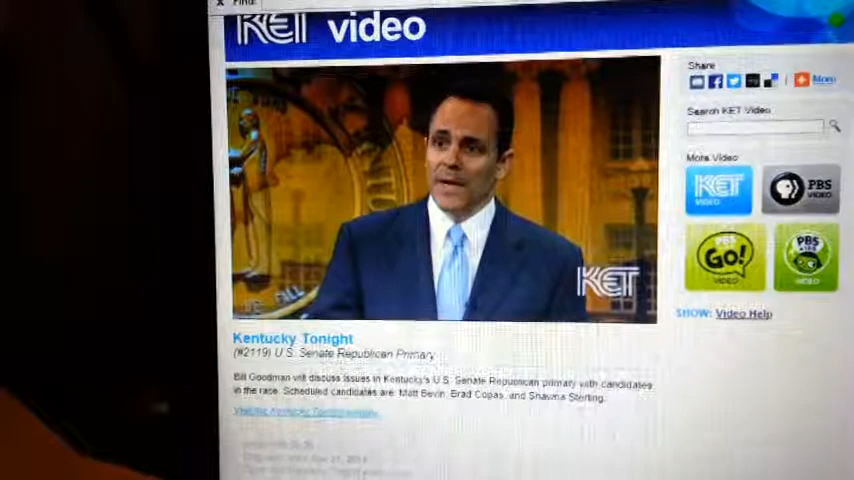 x Find:
KET video
Share
More
Search KET Video
More Video
KET
VIDEO
PBS
VIDEO
PBS
GO!
VIDEO
PBS
KIDS
VIDEO
SHOW: Video Help
KET
Kentucky Tonight
(#2119) U.S. Senate Republican Primary
Bill Goodman will discuss issues in Kentucky's U.S. Senate Republican primary with candidates
in the race. Scheduled candidates are: Matt Bevin, Brad Copas, and Shawna Sterling.